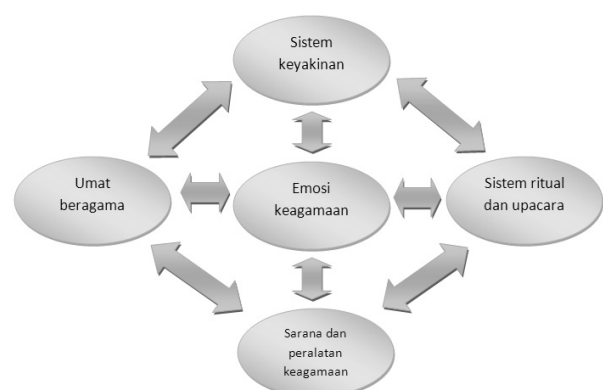 Sistem
keyakinan
Umat
beragama
Emosi
keagamaan
Sistem ritual
dan upacara
Sarana dan
peralatan
keagamaan